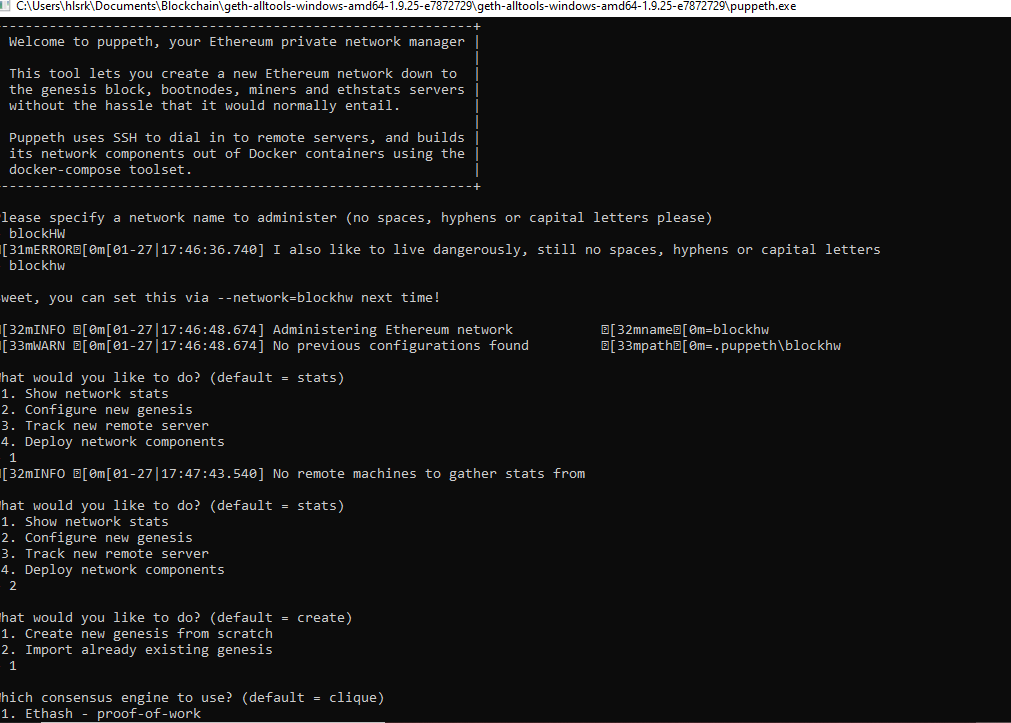 C:\Users\hlsrk\Documents\Blockchain\geth-alltools-windows-amd64-1.9.25-e7872729\geth-alltools-windows-amd64-1.9.25-e7872729\puppeth.exe
-----------------------------------------------------------+
Welcome to puppeth, your Ethereum private network manager |
|
This tool lets you create a new Ethereum network down to |
the genesis block, bootnodes, miners and ethstats servers |
without the hassle that it would normally entail. |
|
Puppeth uses SSH to dial in to remote servers, and builds |
its network components out of Docker containers using the |
docker-compose toolset. |
-----------------------------------------------------------+
lease specify a network name to administer (no spaces, hyphens or capital letters please)
blockHW
[31mERROR[0m[01-27|17:46:36.740] I also like to live dangerously, still no spaces, hyphens or capital letters
blockhw
weet, you can set this via --network=blockhw next time!
[32mINFO [0m[01-27|17:46:48.674] Administering Ethereum network [32mname[0m=blockhw
[33mWARN [0m[01-27|17:46:48.674] No previous configurations found [33mpath[0m=.puppeth\blockhw
hat would you like to do? (default = stats)
1. Show network stats
2. Configure new genesis
3. Track new remote server
4. Deploy network components
1
[32mINFO [0m[01-27|17:47:43.540] No remote machines to gather stats from
hat would you like to do? (default = stats)
1. Show network stats
2. Configure new genesis
3. Track new remote server
4. Deploy network components
2
hat would you like to do? (default = create)
1. Create new genesis from scratch
2. Import already existing genesis
1
hich consensus engine to use? (default = clique)
1. Ethash - proof-of-work